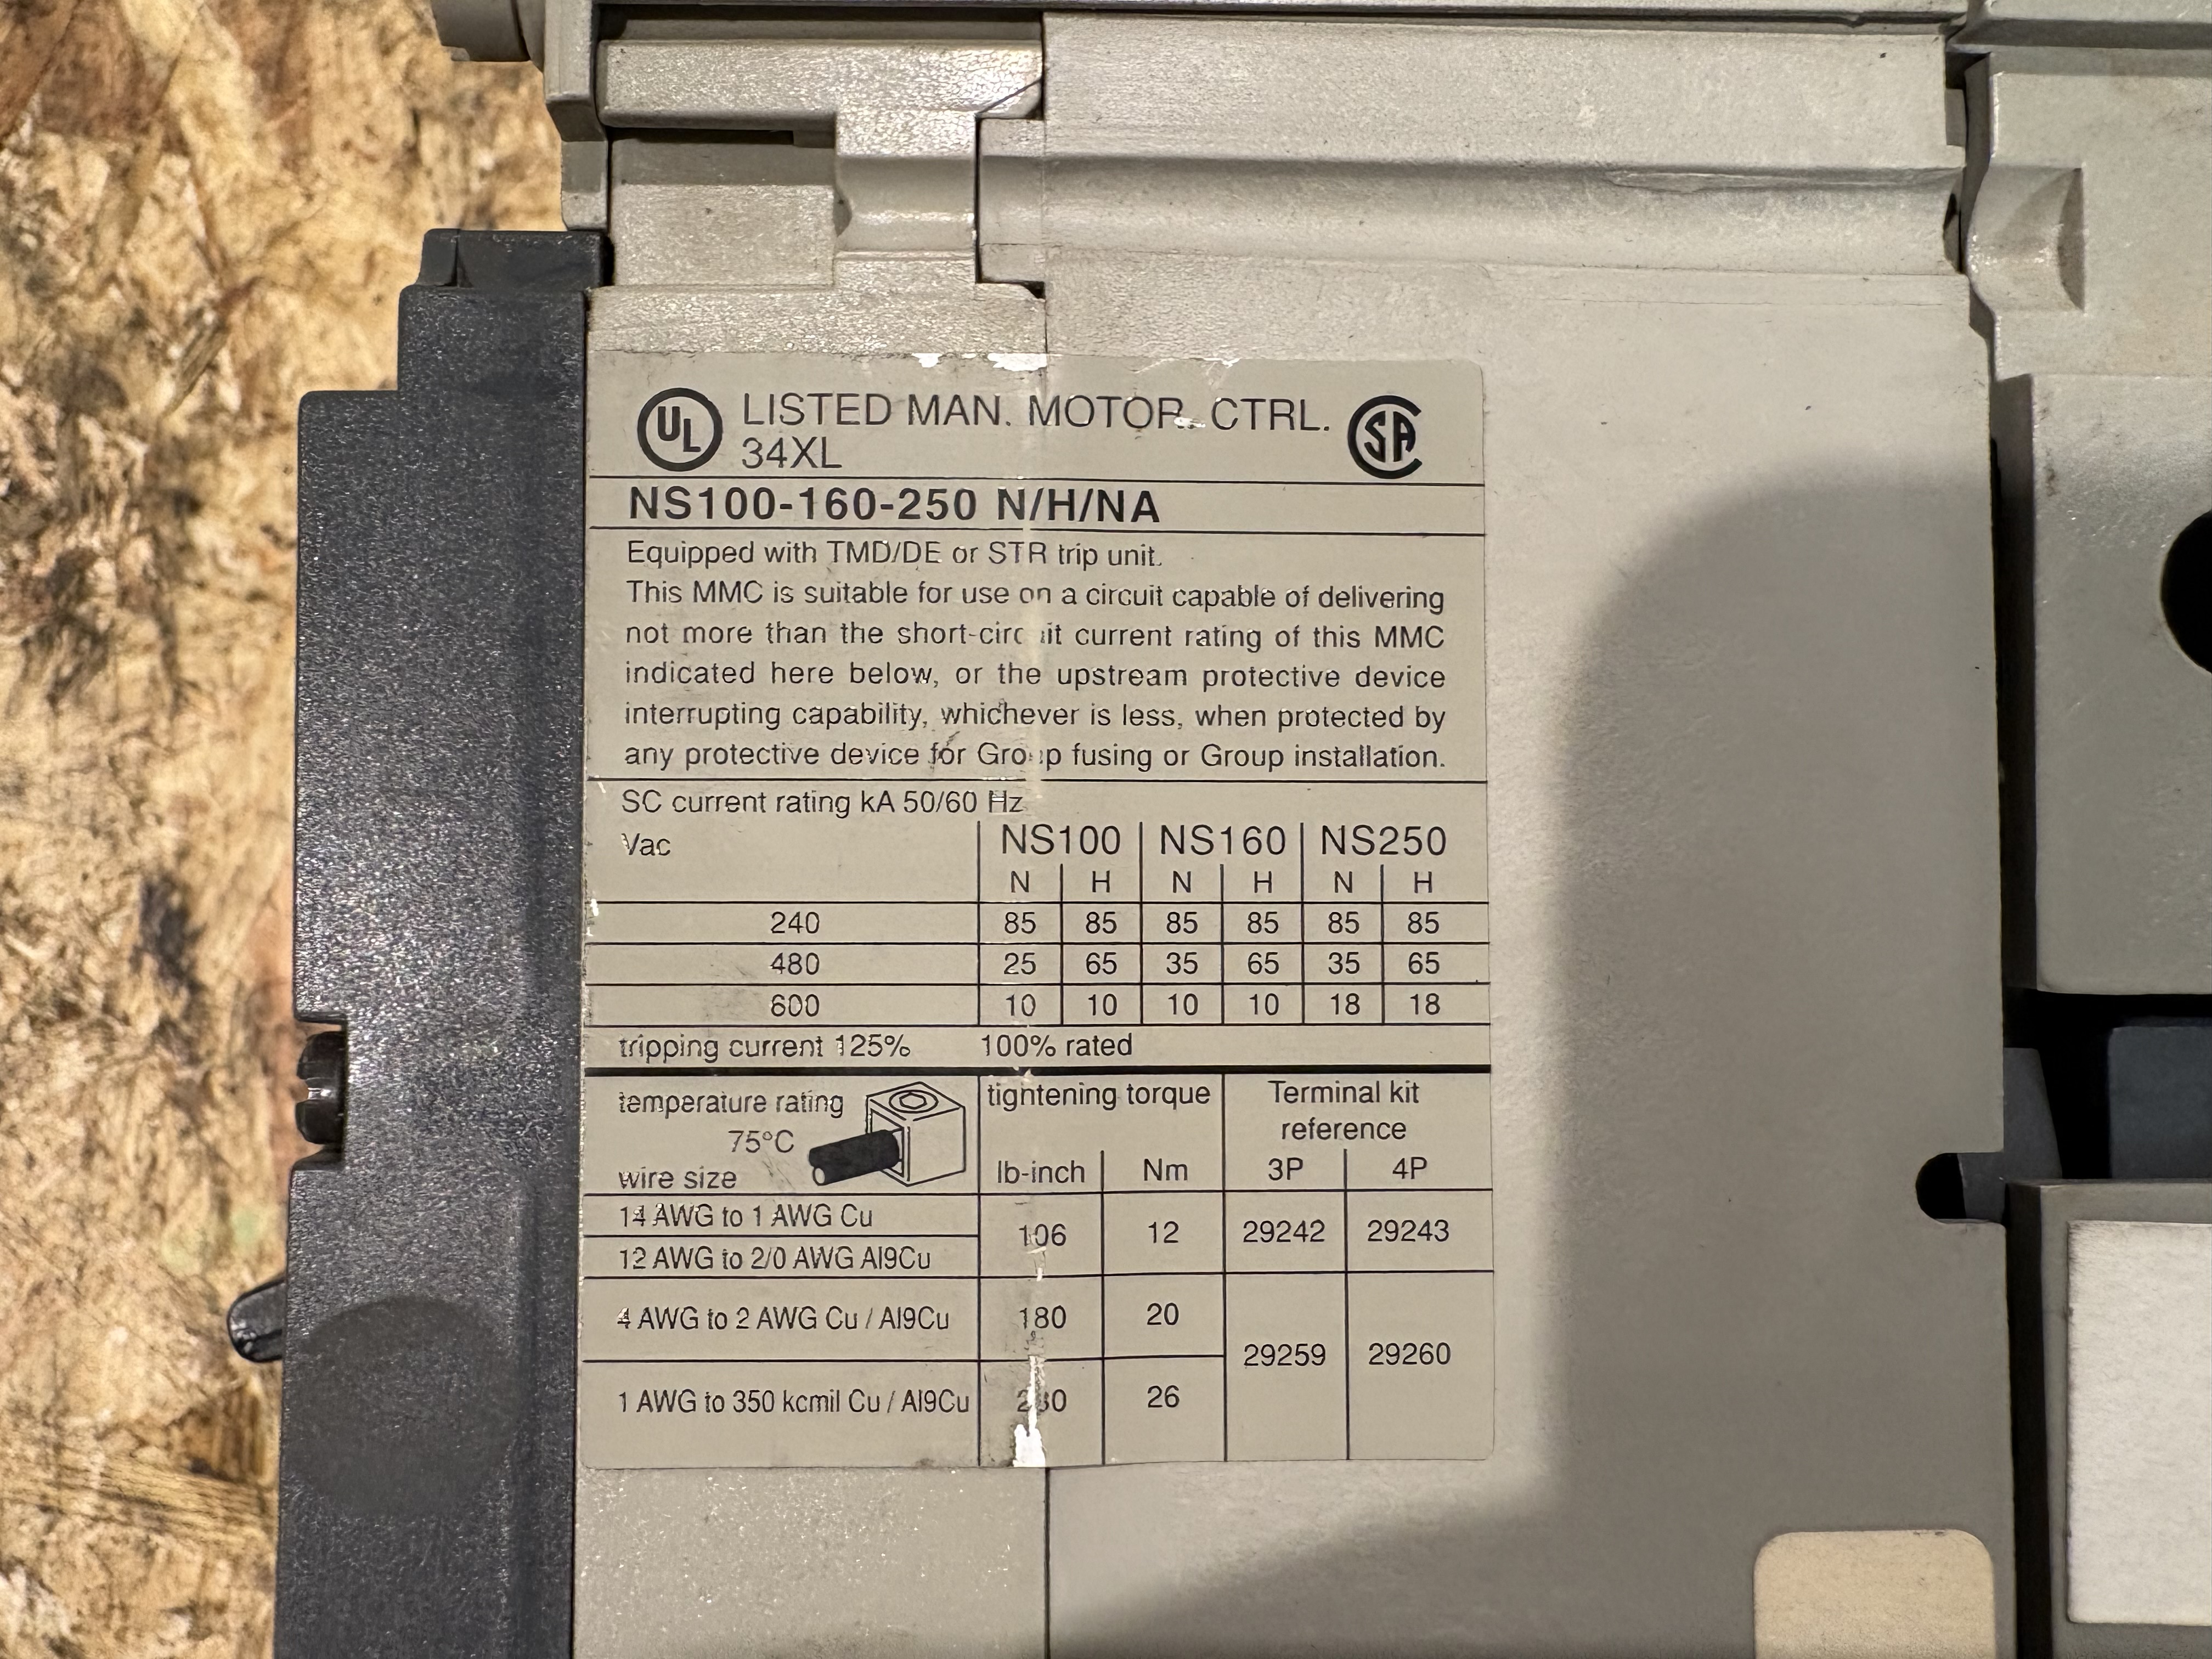 UL LISTED MAN. MOTOR. CTRL. SA
34XL
NS100-160-250 N/H/NA
Equipped with TMD/DE or STR trip unit.
This MMC is suitable for use on a circuit capable of delivering
not more than the short-circuit current rating of this MMC
indicated here below, or the upstream protective device
interrupting capability, whichever is less, when protected by
any protective device for Group fusing or Group installation.
SC current rating kA 50/60 Hz
Vac NS100 NS160 NS250
N H N H N H
240 85 85 85 85 85 85
480 25 65 35 65 35 65
600 10 10 10 10 18 18
tripping current 125% 100% rated
temperature rating tightening torque Terminal kit
75°C reference
wire size lb-inch Nm 3P 4P
14 AWG to 1 AWG Cu
106 12 29242 29243
12 AWG to 2/0 AWG Al9Cu
4 AWG to 2 AWG Cu / Al9Cu 180 20
29259 29260
1 AWG to 350 kcmil Cu / Al9Cu 26